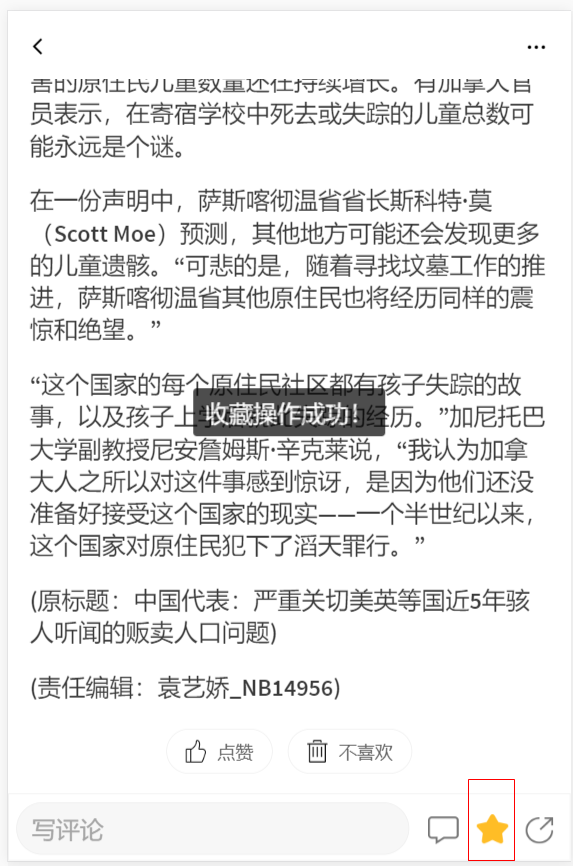 害的原住民儿童数量还在持续增长。有加拿大官
员表示，在寄宿学校中死去或失踪的儿童总数可
能永远是个谜。
在一份声明中，萨斯喀彻温省省长斯科特·莫
（Scott Moe）预测，其他地方可能还会发现更多
的儿童遗骸。“可悲的是，随着寻找坟墓工作的推
进，萨斯喀彻温省其他原住民也将经历同样的震
惊和绝望。”
“这个国家的每个原住民社区都有孩子失踪的故
事，以及孩子上学
的经历。”加尼托巴
收藏操作成功！
大学副教授尼安詹姆斯·辛克莱说，“我认为加拿
大人之所以对这件事感到惊讶，是因为他们还没
准备好接受这个国家的现实——一个半世纪以来，
这个国家对原住民犯下了滔天罪行。”
(原标题：中国代表：严重关切美英等国近5年骇
人听闻的贩卖人口问题)
(责任编辑：袁艺娇_NB14956)
点赞
不喜欢
写评论